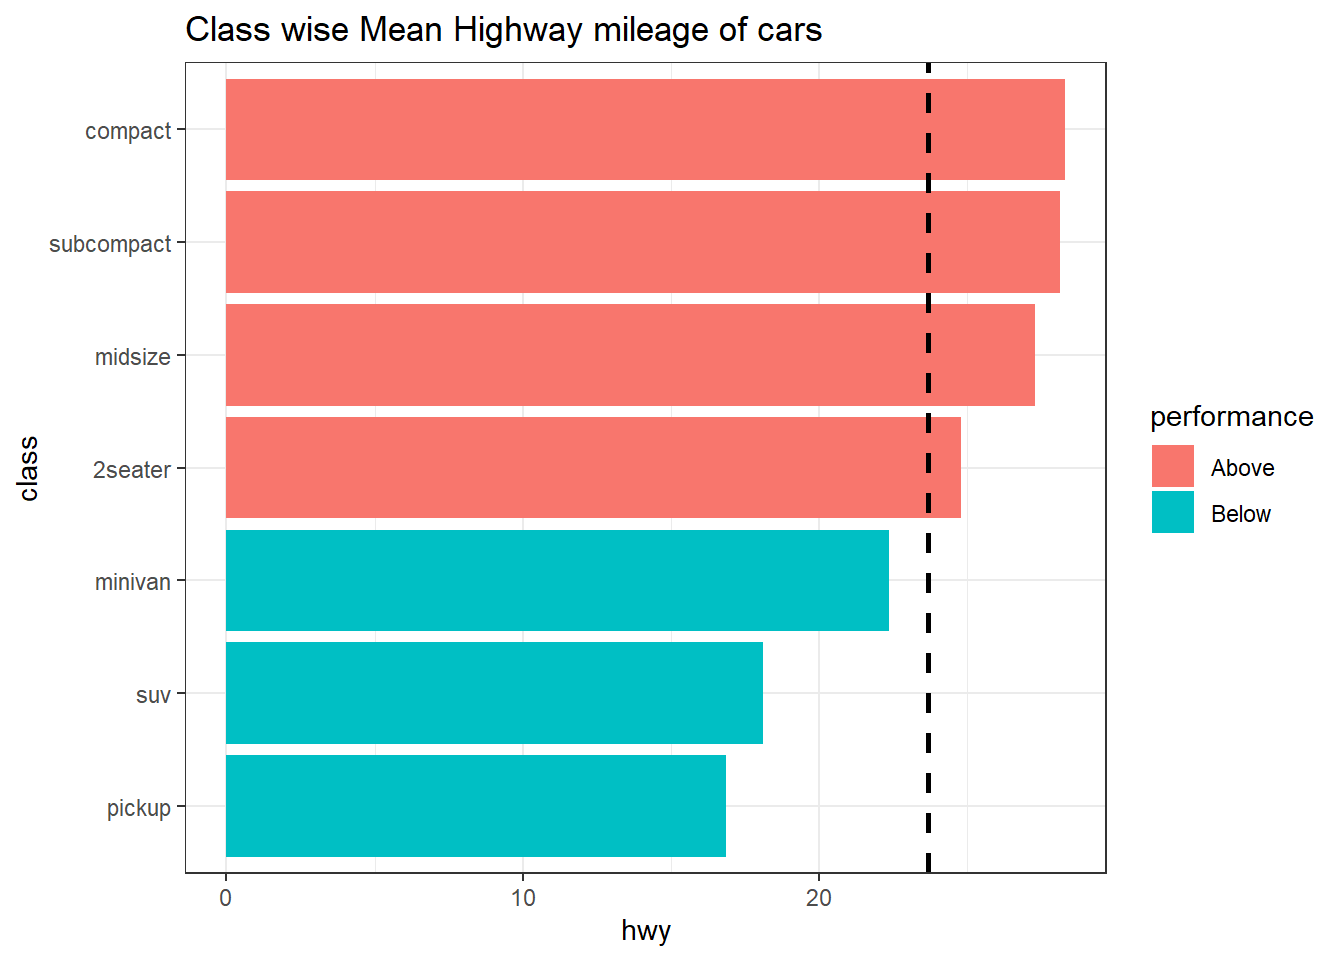 Class wise Mean Highway mileage of cars
compact
subcompact
midsize
2seater
minivan
suv
pickup
class
0 10 20
hwy
performance
Above
Below